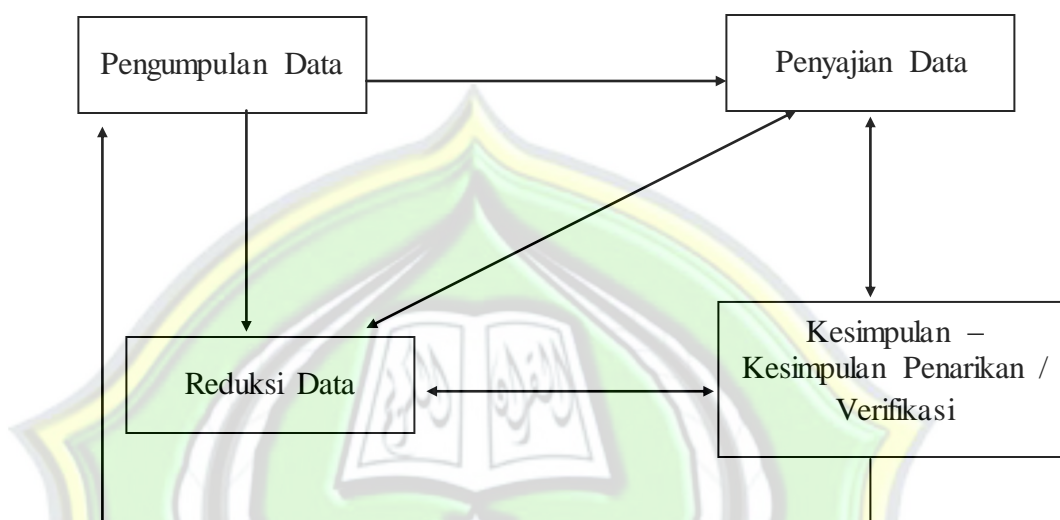 Pengumpulan Data
Penyajian Data
Reduksi Data
Kesimpulan –
Kesimpulan Penarikan /
Verifikasi